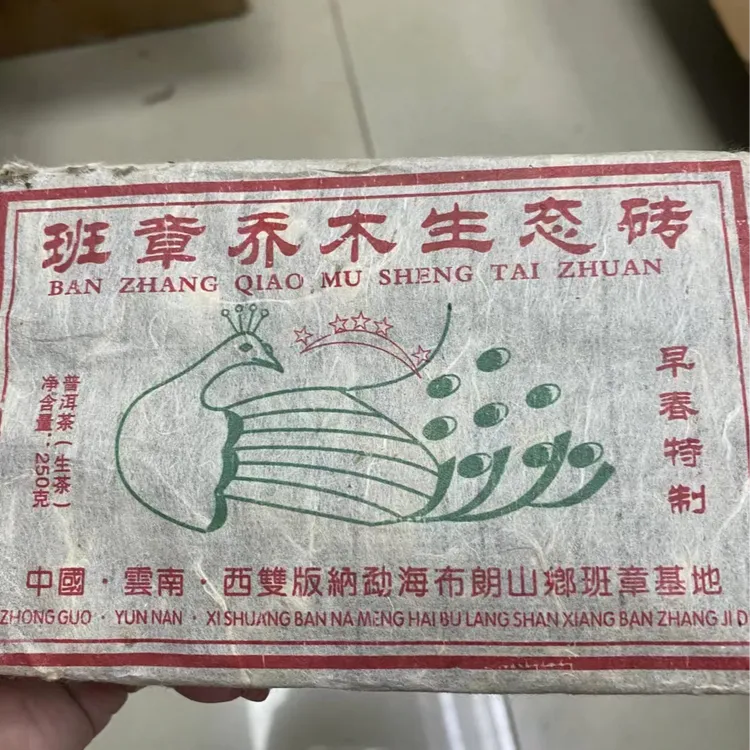 班章乔木生态砖
BAN ZHANG QIAO MU SHENG TAI ZHUAN
普洱茶(生茶)
净含量:250克
早春特制
中國·雲南·西雙版納勐海布朗山鄉班章基地
ZHONG GUO · YUN NAN · XI SHUANG BAN NA MENG HAI BU LANG SHAN XIANG BAN ZHANG JI D